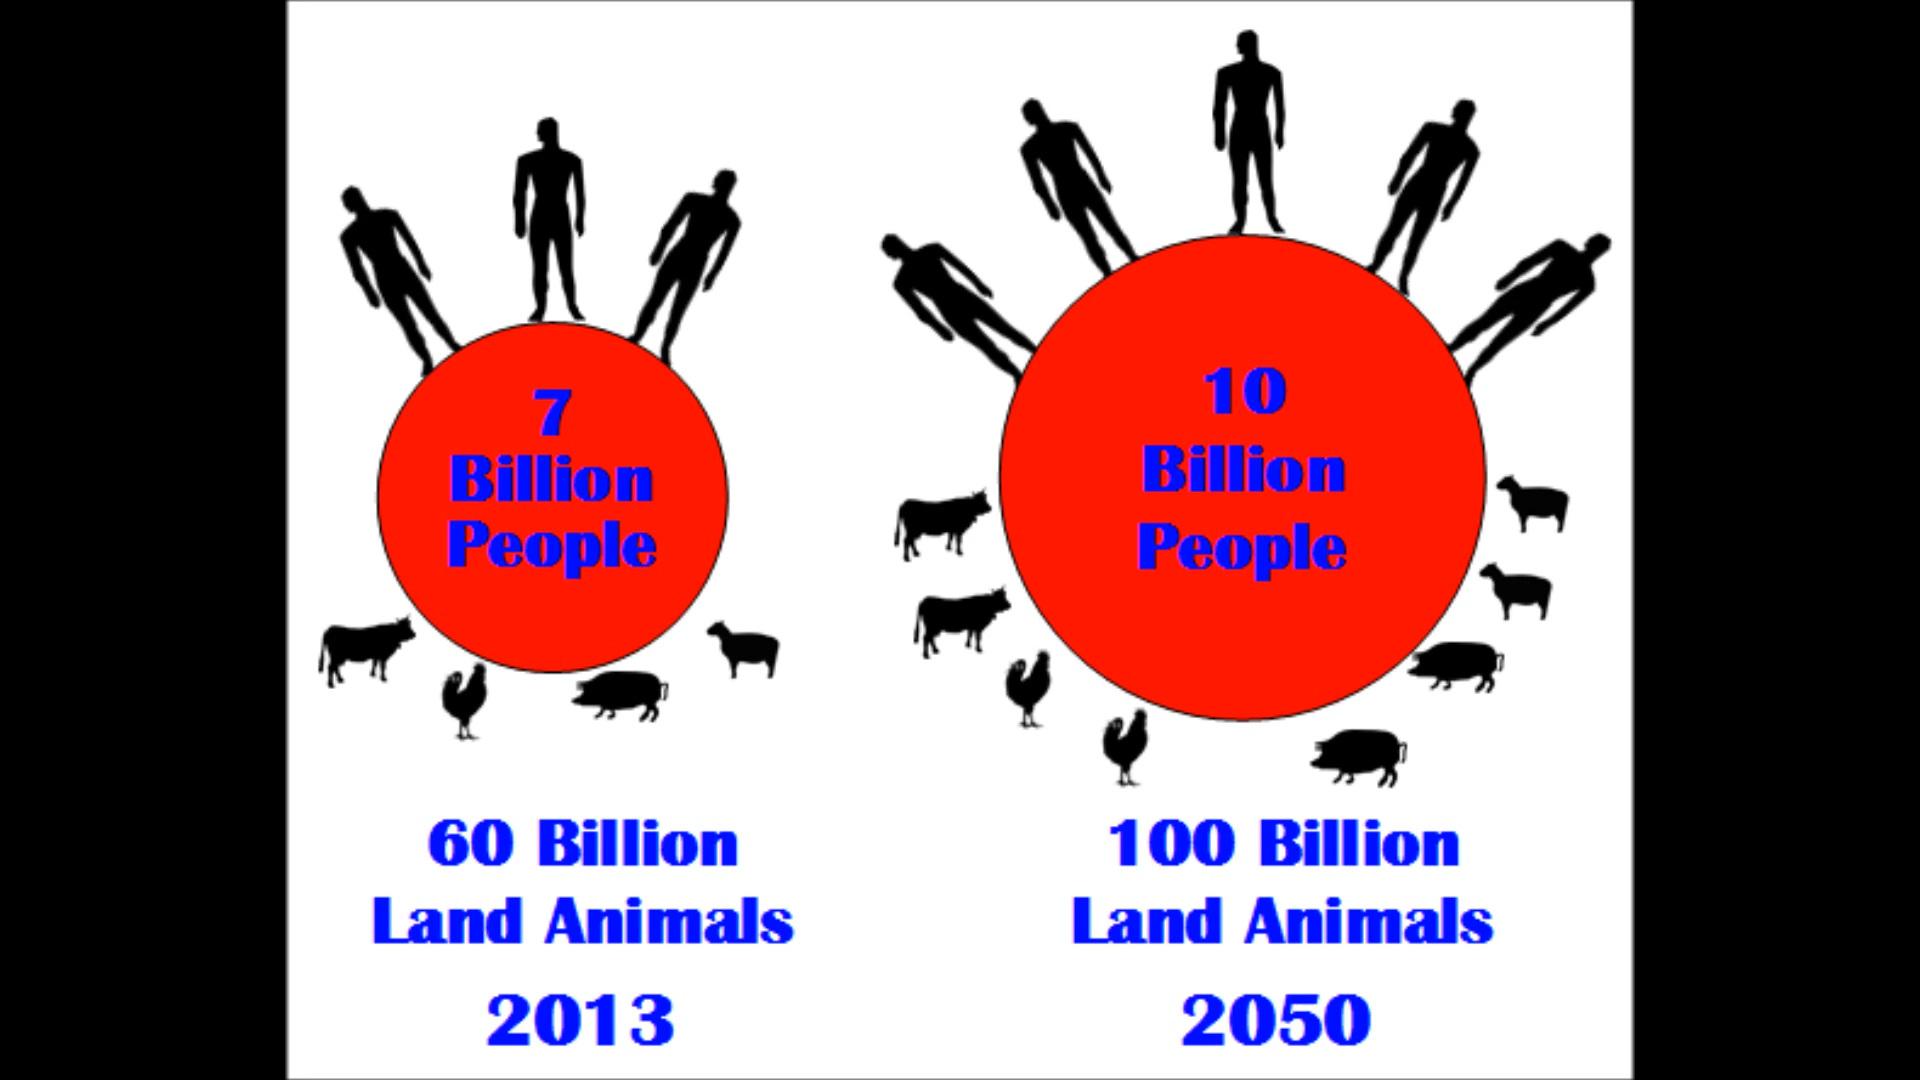 7
Billion
People
60 Billion
Land Animals
2013
10
Billion
People
100 Billion
Land Animals
2050